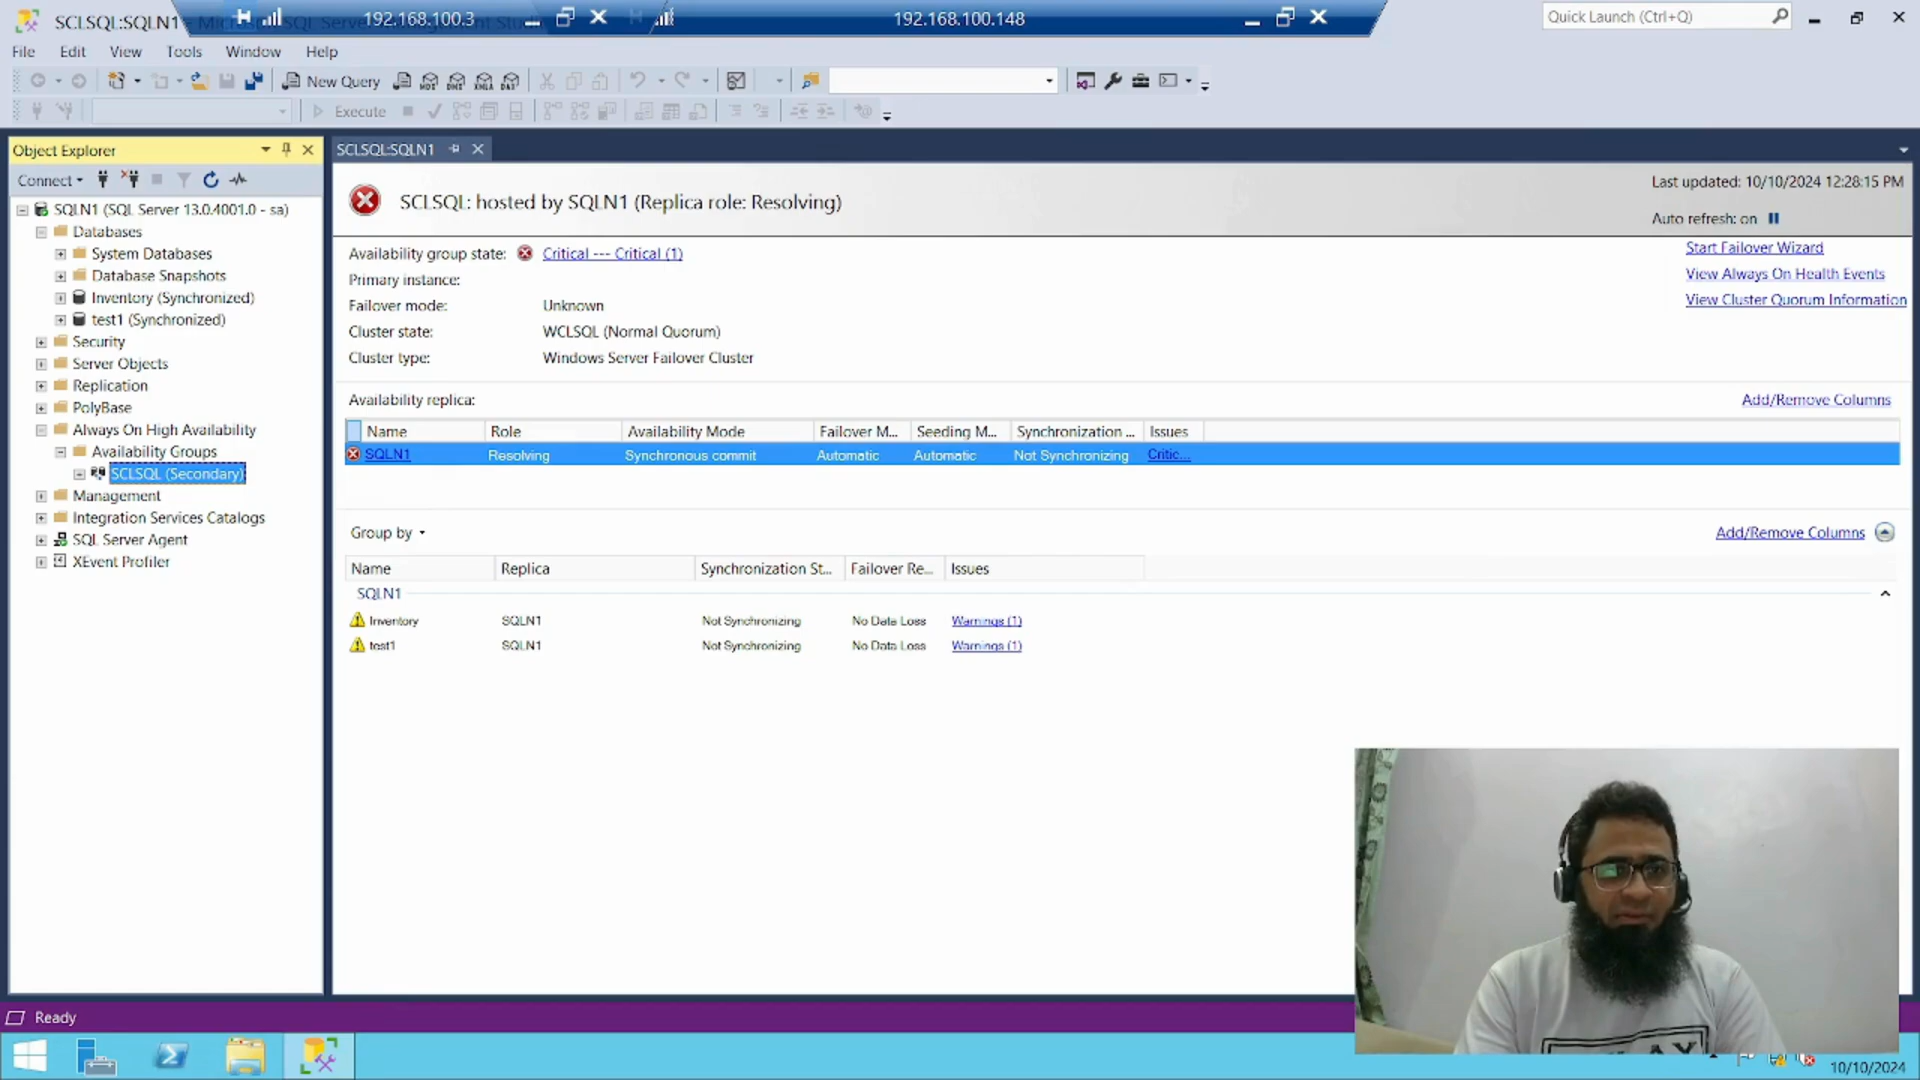 SCLSQL:SQLN1
192.168.100.3
192.168.100.148
Quick Launch (Ctrl+Q)
File Edit View Tools Window Help
New Query
Execute
Object Explorer
SCLSQL:SQLN1
Connect
SQLN1 (SQL Server 13.0.4001.0 - sa)
Databases
System Databases
Database Snapshots
Inventory (Synchronized)
test1 (Synchronized)
Security
Server Objects
Replication
PolyBase
Always On High Availability
Availability Groups
SCLSQL (Secondary)
Management
Integration Services Catalogs
SQL Server Agent
XEvent Profiler
SCLSQL: hosted by SQLN1 (Replica role: Resolving)
Last updated: 10/10/2024 12:28:15 PM
Auto refresh: on
Availability group state: Critical --- Critical (1)
Start Failover Wizard
Primary instance:
View Always On Health Events
Failover mode: Unknown
View Cluster Quorum Information
Cluster state: WCLSQL (Normal Quorum)
Cluster type: Windows Server Failover Cluster
Availability replica:
Add/Remove Columns
Name Role Availability Mode Failover M... Seeding M... Synchronization ... Issues
SQLN1 Resolving Synchronous commit Automatic Automatic Not Synchronizing Critic...
Group by
Add/Remove Columns
Name Replica Synchronization St... Failover Re... Issues
SQLN1
Inventory SQLN1 Not Synchronizing No Data Loss Warnings (1)
test1 SQLN1 Not Synchronizing No Data Loss Warnings (1)
Ready
10/10/2024